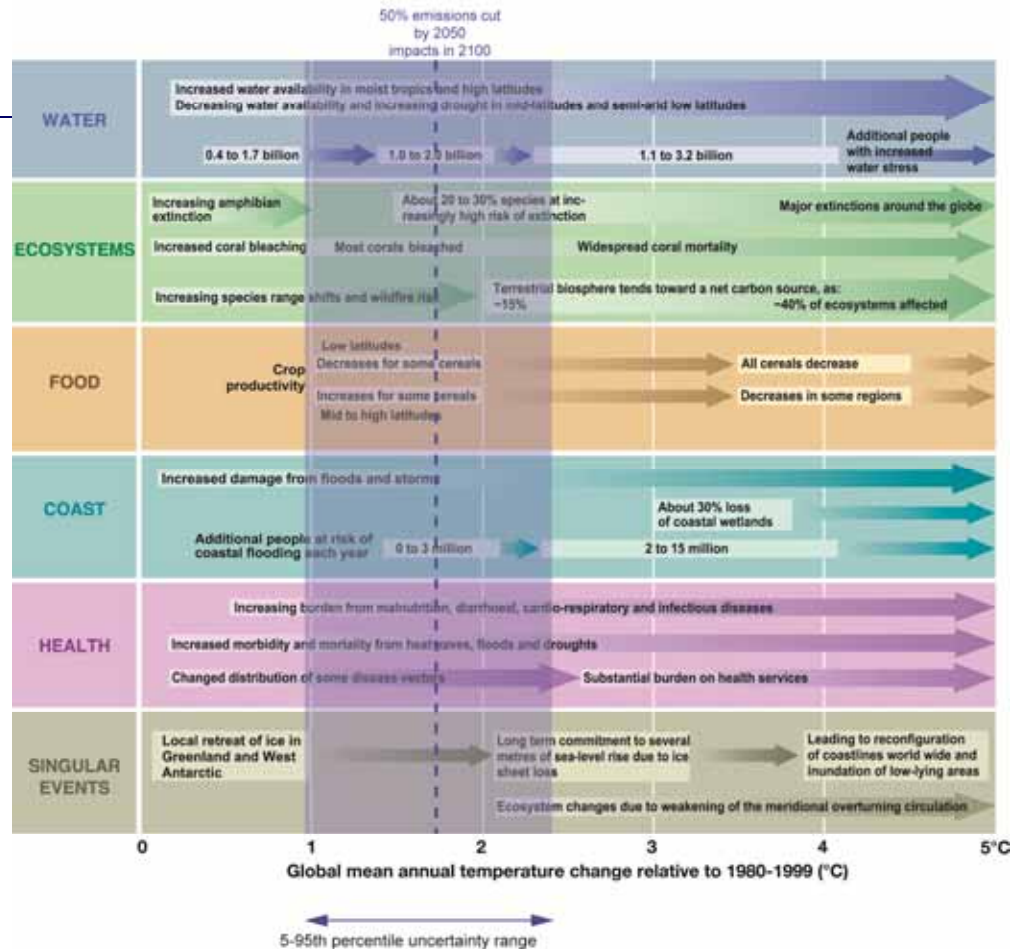 50% emissions cut
by 2050
impacts in 2100
WATER
Increased water availability in moist tropics and high latitudes
Decreasing water availability and increasing drought in mid-latitudes and semi-arid low latitudes
0.4 to 1.7 billion
1.0 to 2.0 billion
1.1 to 3.2 billion
Additional people
with increased
water stress
ECOSYSTEMS
Increasing amphibian
extinction
About 20 to 30% species at inc-
reasingly high risk of extinction
Major extinctions around the globe
Increased coral bleaching
Most corals bleached
Widespread coral mortality
Increasing species range shifts and wildfire risk
Terrestrial biosphere tends toward a net carbon source, as:
~15%
~40% of ecosystems affected
FOOD
Crop
productivity
Low latitudes
Decreases for some cereals
All cereals decrease
Increases for some cereals
Mid to high latitudes
Decreases in some regions
COAST
Increased damage from floods and storms
About 30% loss
of coastal wetlands
Additional people at risk of
coastal flooding each year
0 to 3 million
2 to 15 million
HEALTH
Increasing burden from malnutrition, diarrhoeal, cardio-respiratory and infectious diseases
Increased morbidity and mortality from heatwaves, floods and droughts
Changed distribution of some disease vectors
Substantial burden on health services
SINGULAR
EVENTS
Local retreat of ice in
Greenland and West
Antarctic
Long term commitment to several
metres of sea-level rise due to ice
sheet loss
Leading to reconfiguration
of coastlines world wide and
inundation of low-lying areas
Ecosystem changes due to weakening of the meridional overturning circulation
0 1 2 3 4 5°C
Global mean annual temperature change relative to 1980-1999 (°C)
5-95th percentile uncertainty range